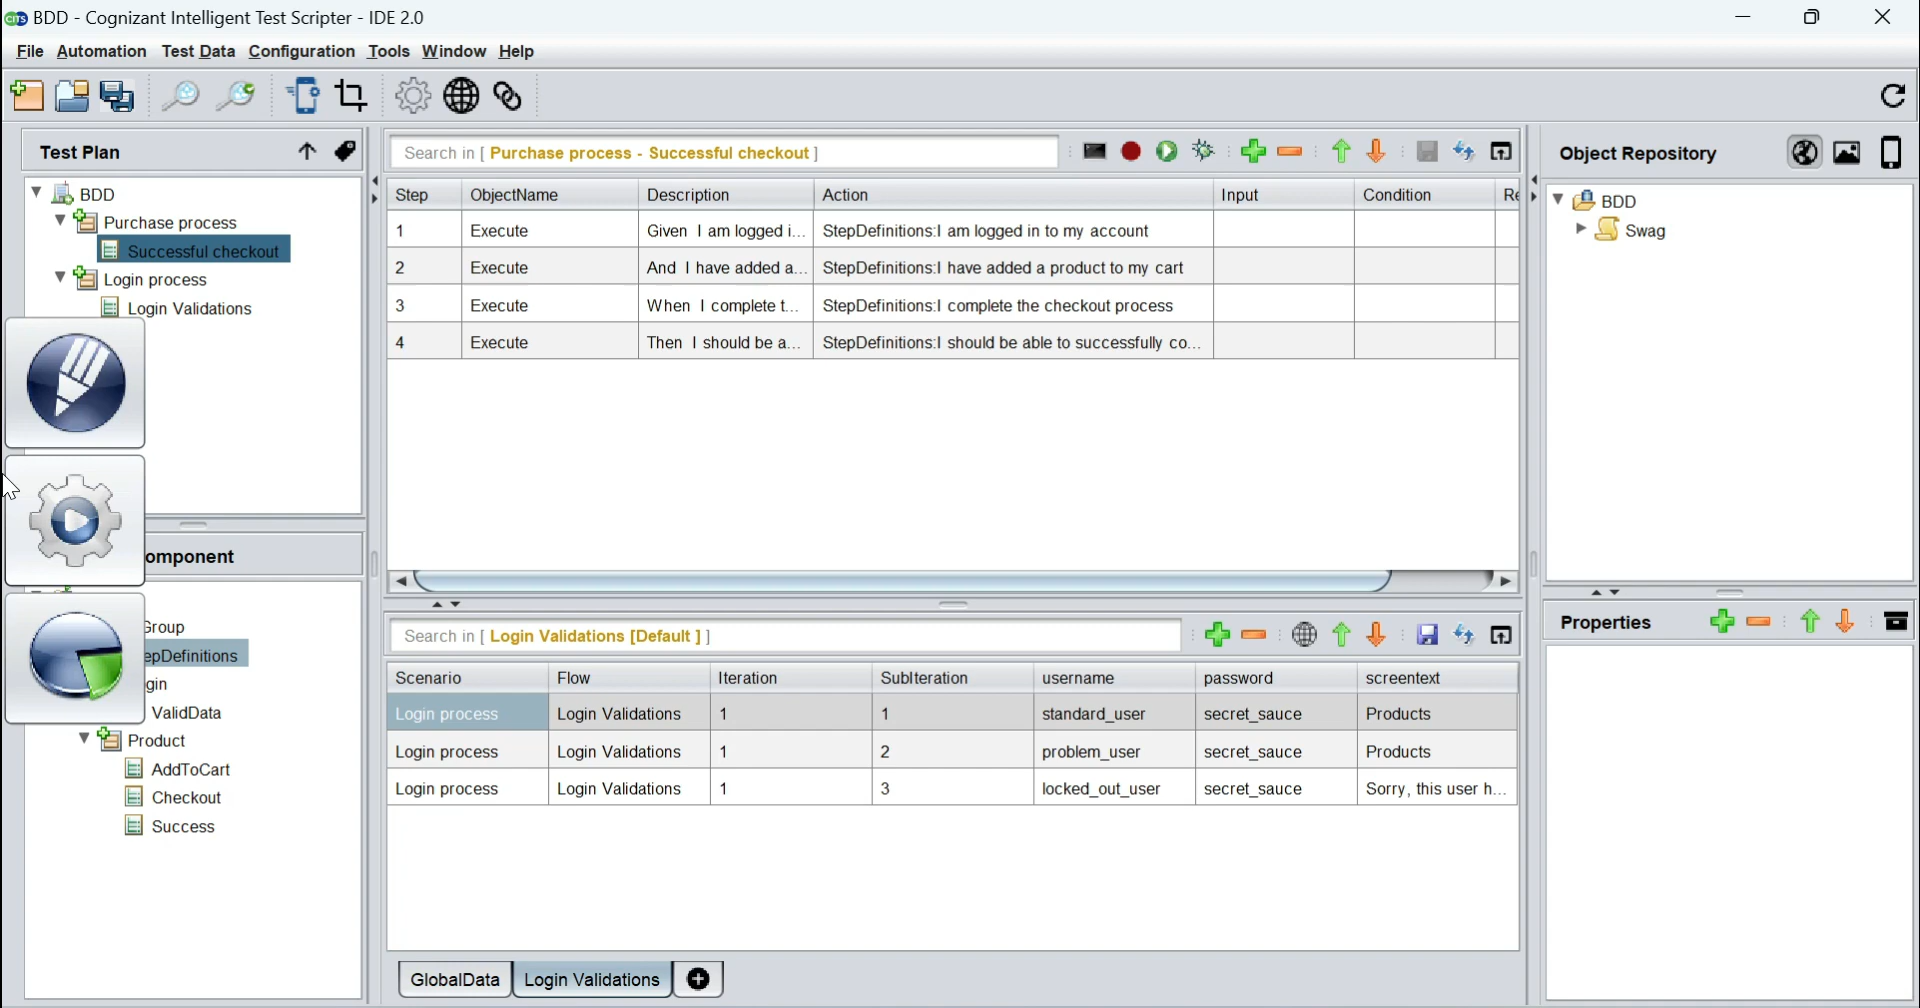 CITS BDD - Cognizant Intelligent Test Scripter - IDE 2.0
File Automation Test Data Configuration Tools Window Help
Test Plan
BDD
Purchase process
Successful checkout
Login process
Login Validations
omponent
Group
epDefinitions
gin
ValidData
Product
AddToCart
Checkout
Success
Search in [ Purchase process - Successful checkout ]
Step ObjectName Description Action Input Condition Re
1 Execute Given I am logged i... StepDefinitions:I am logged in to my account
2 Execute And I have added a... StepDefinitions:I have added a product to my cart
3 Execute When I complete t... StepDefinitions:I complete the checkout process
4 Execute Then I should be a... StepDefinitions:I should be able to successfully co...
Search in [ Login Validations [Default ] ]
Scenario Flow Iteration SubIteration username password screentext
Login process Login Validations 1 1 standard_user secret_sauce Products
Login process Login Validations 1 2 problem_user secret_sauce Products
Login process Login Validations 1 3 locked_out_user secret_sauce Sorry, this user h...
GlobalData Login Validations
Object Repository
BDD
Swag
Properties